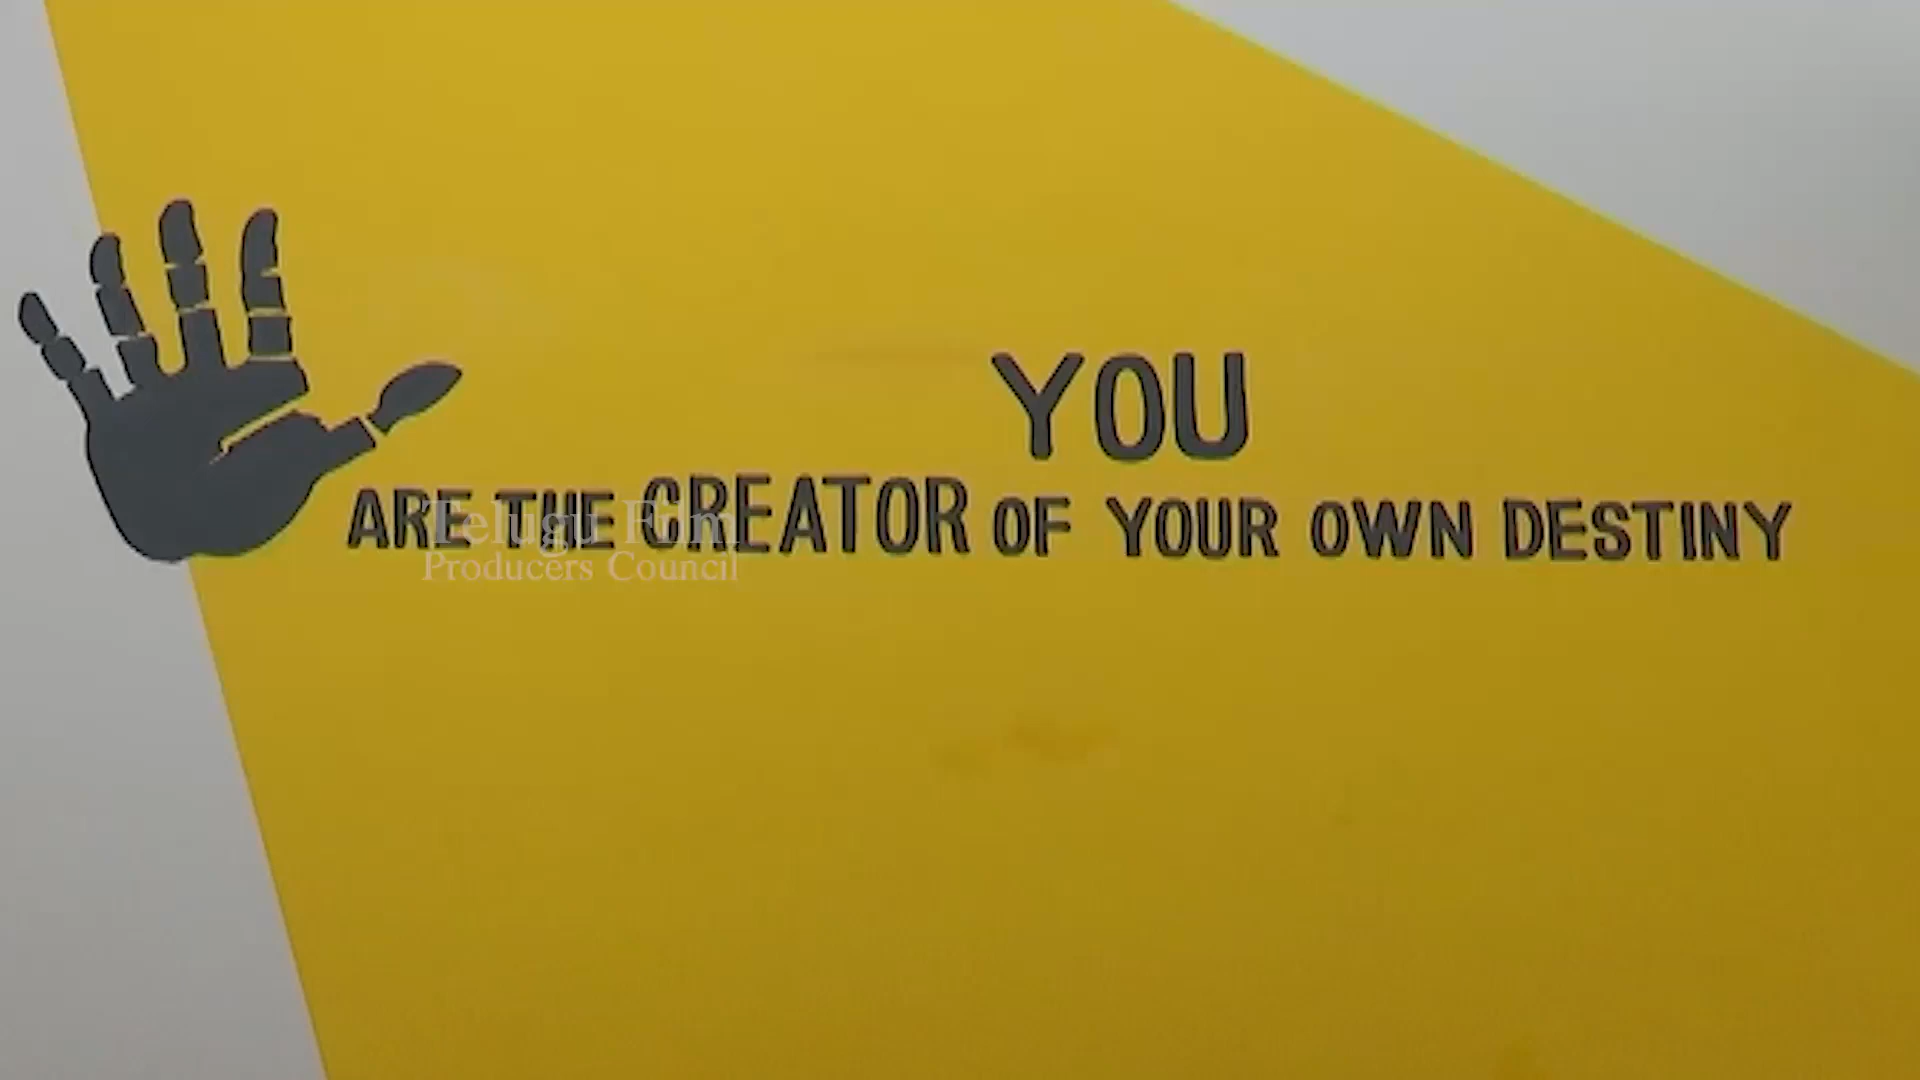 YOU
ARE THE CREATOR OF YOUR OWN DESTINY
Telugu Film
Producers Council